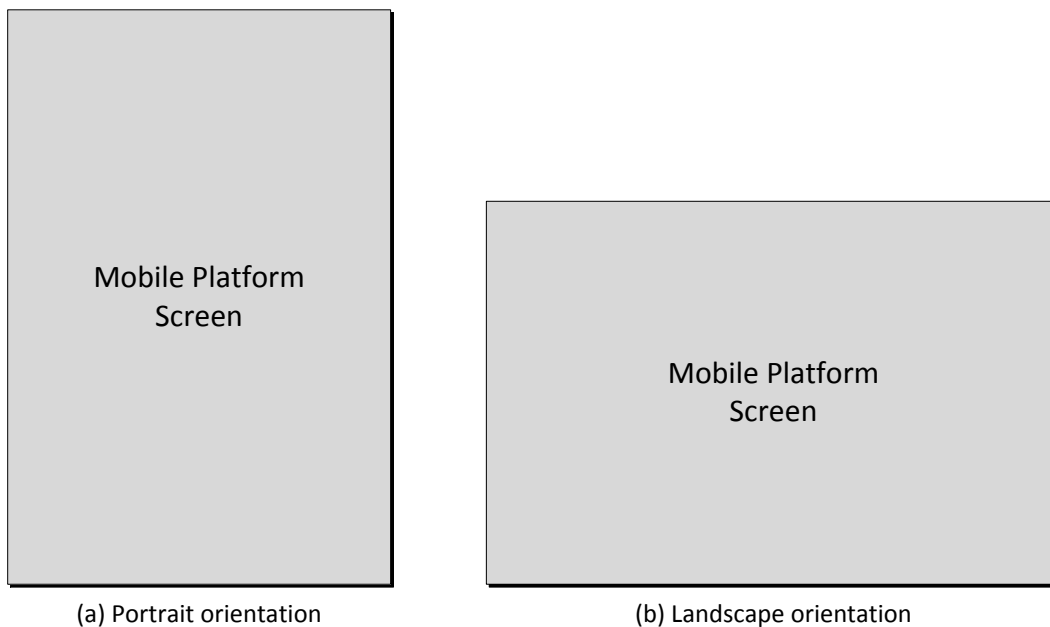 Mobile Platform
Screen
(a) Portrait orientation
Mobile Platform
Screen
(b) Landscape orientation